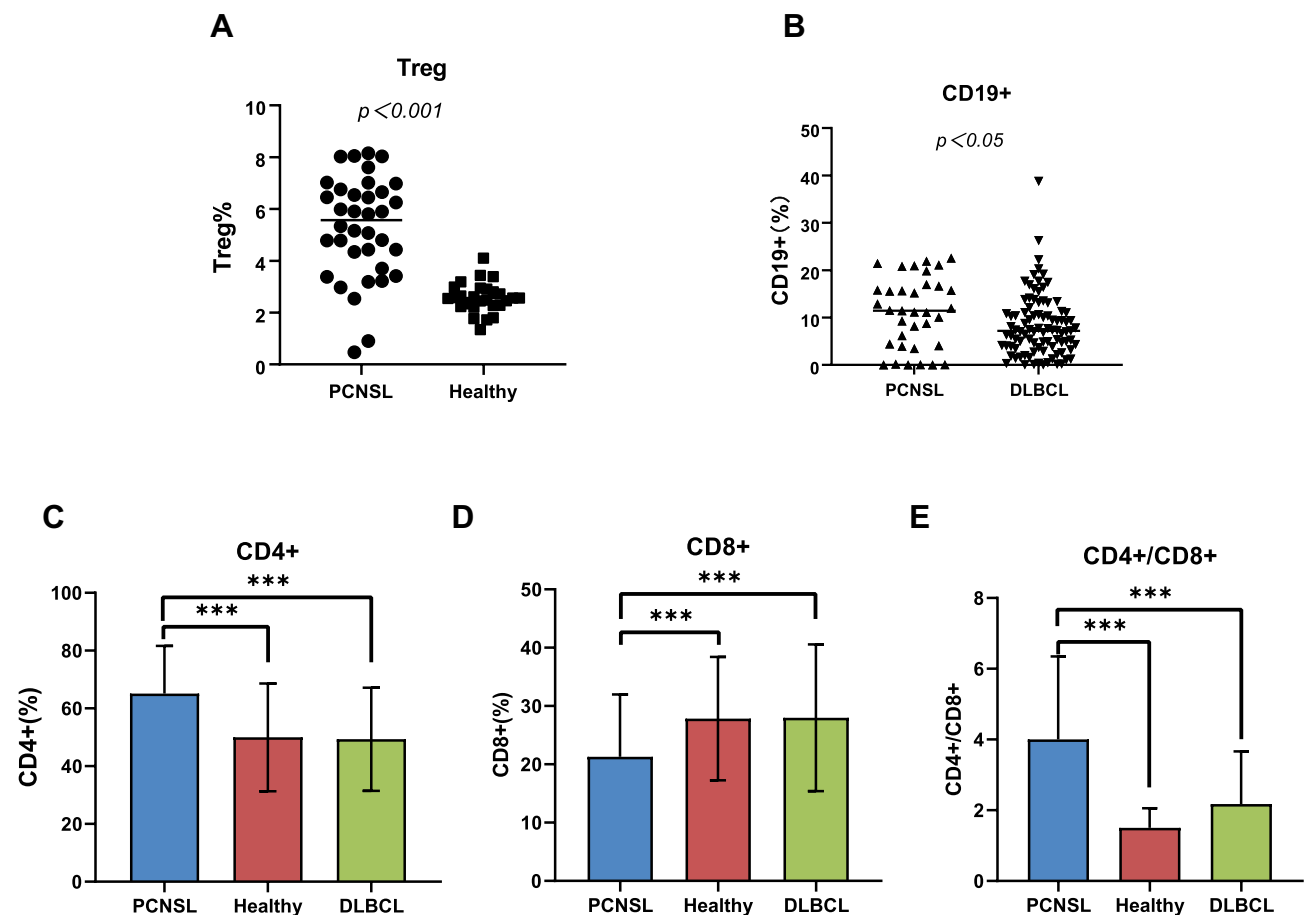 A
Treg
p<0.001
Treg%
10
8
6
4
2
0
PCNSL Healthy
B
CD19+
p<0.05
CD19+(%)
50
40
30
20
10
0
PCNSL DLBCL
C
CD4+
***
***
CD4+(%)
100
80
60
40
20
0
PCNSL Healthy DLBCL
D
CD8+
***
***
CD8+(%)
50
40
30
20
10
0
PCNSL Healthy DLBCL
E
CD4+/CD8+
***
***
CD4+/CD8+
8
6
4
2
0
PCNSL Healthy DLBCL